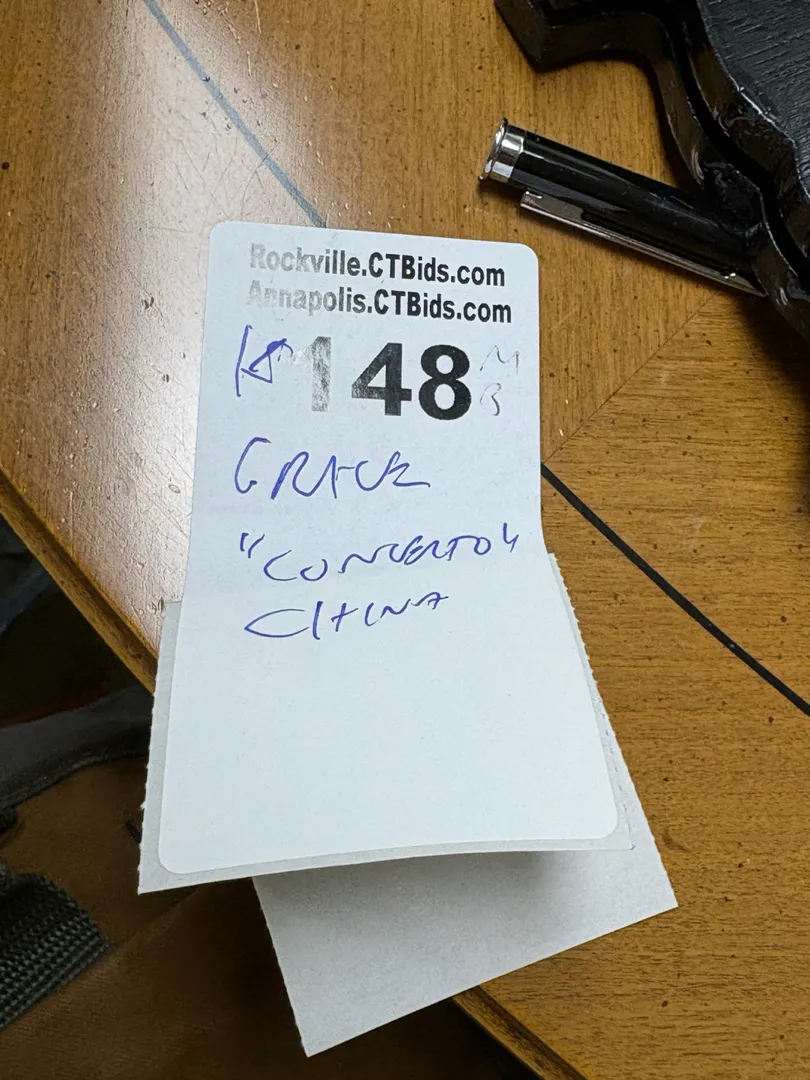 Rockville.CTBids.com
Annapolis.CTBids.com
148 M
B
GRACE
"CONCERTO"
CHINA